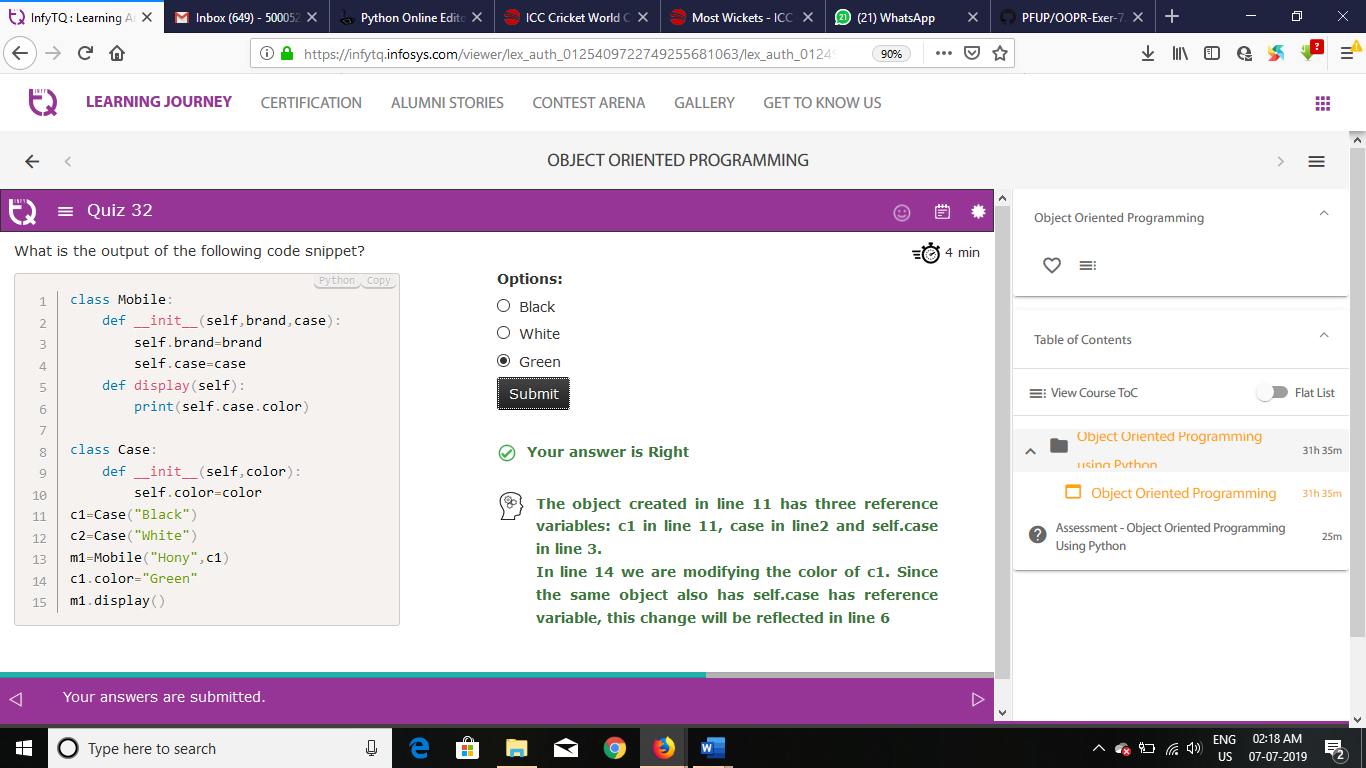 InfyTQ : Learning A
Inbox (649) - 500052
Python Online Edito
ICC Cricket World C
Most Wickets - ICC
(21) WhatsApp
PFUP/OOPR-Exer-7
https://infytq.infosys.com/viewer/lex_auth_0125409722749255681063/lex_auth_01249
90%
LEARNING JOURNEY
CERTIFICATION
ALUMNI STORIES
CONTEST ARENA
GALLERY
GET TO KNOW US
OBJECT ORIENTED PROGRAMMING
Quiz 32
What is the output of the following code snippet?
4 min
Python Copy
1 class Mobile:
2     def __init__(self,brand,case):
3         self.brand=brand
4         self.case=case
5     def display(self):
6         print(self.case.color)
7
8 class Case:
9     def __init__(self,color):
10         self.color=color
11 c1=Case("Black")
12 c2=Case("White")
13 m1=Mobile("Hony",c1)
14 c1.color="Green"
15 m1.display()
Options:
Black
White
Green
Submit
Your answer is Right
The object created in line 11 has three reference
variables: c1 in line 11, case in line2 and self.case
in line 3.
In line 14 we are modifying the color of c1. Since
the same object also has self.case has reference
variable, this change will be reflected in line 6
Your answers are submitted.
Object Oriented Programming
Table of Contents
View Course ToC
Flat List
Object Oriented Programming
using Python
31h 35m
Object Oriented Programming
31h 35m
Assessment - Object Oriented Programming
Using Python
25m
Type here to search
ENG
US
02:18 AM
07-07-2019
2